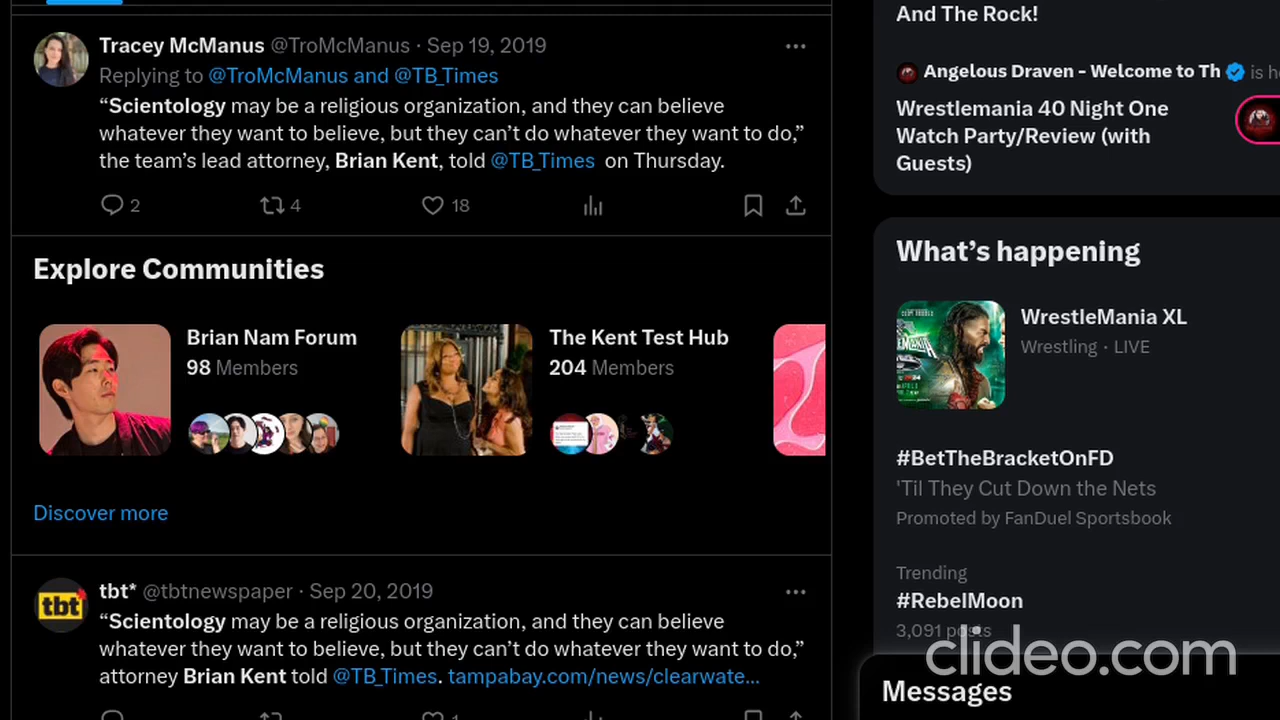 Tracey McManus @TroMcManus · Sep 19, 2019
Replying to @TroMcManus and @TB_Times
“Scientology may be a religious organization, and they can believe
whatever they want to believe, but they can’t do whatever they want to do,”
the team’s lead attorney, Brian Kent, told @TB_Times on Thursday.
2 4 18
Explore Communities
Brian Nam Forum
98 Members
The Kent Test Hub
204 Members
Discover more
tbt
tbt* @tbtnewspaper · Sep 20, 2019
“Scientology may be a religious organization, and they can believe
whatever they want to believe, but they can’t do whatever they want to do,”
attorney Brian Kent told @TB_Times. tampabay.com/news/clearwate...
1
And The Rock!
Angelous Draven - Welcome to Th is
Wrestlemania 40 Night One
Watch Party/Review (with
Guests)
What’s happening
WrestleMania XL
Wrestling · LIVE
#BetTheBracketOnFD
'Til They Cut Down the Nets
Promoted by FanDuel Sportsbook
Trending
#RebelMoon
3,091 posts
clideo.com
Messages